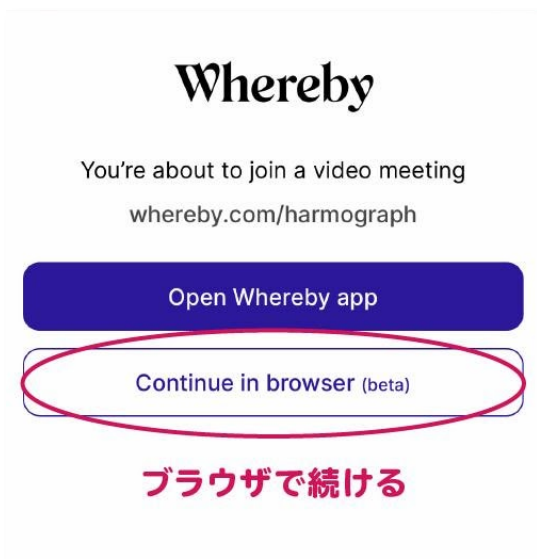 Whereby
You’re about to join a video meeting
whereby.com/harmograph
Open Whereby app
Continue in browser (beta)
ブラウザで続ける